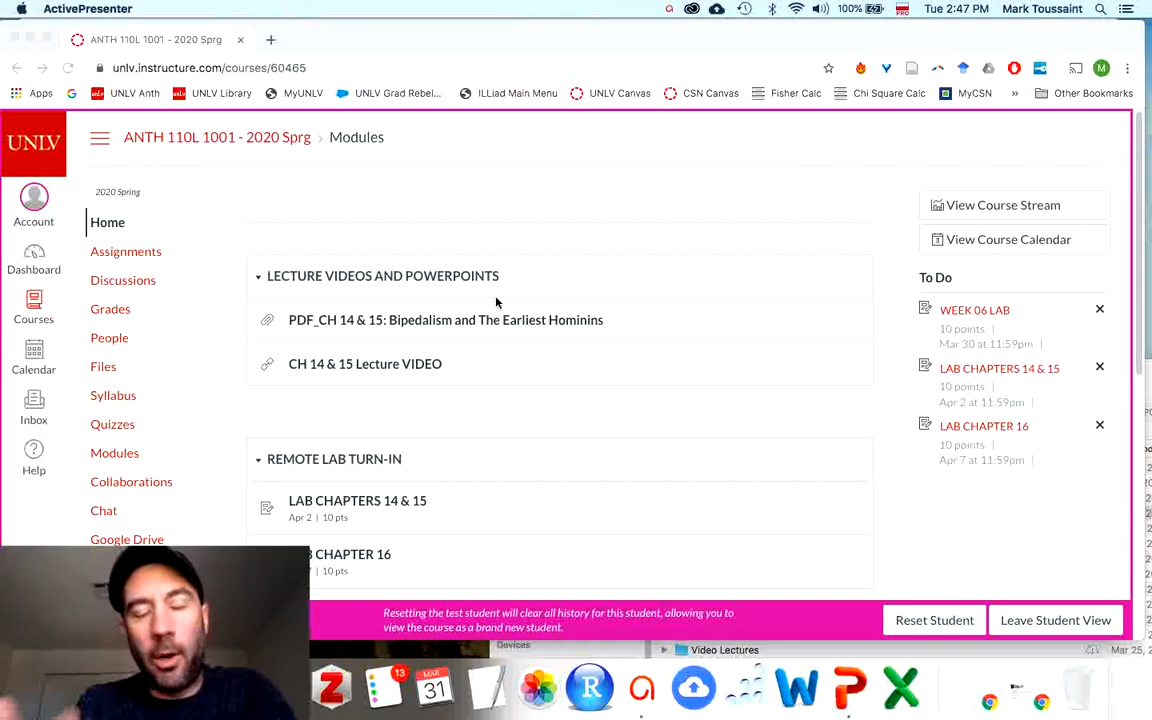 ActivePresenter
100%
PRO
Tue 2:47 PM
Mark Toussaint
ANTH 110L 1001 - 2020 Sprg
unlv.instructure.com/courses/60465
M
Apps
UNLV Anth
UNLV Library
MyUNLV
UNLV Grad Rebel...
ILLiad Main Menu
UNLV Canvas
CSN Canvas
Fisher Calc
Chi Square Calc
MyCSN
»
Other Bookmarks
UNLV
ANTH 110L 1001 - 2020 Sprg › Modules
Account
Dashboard
Courses
Calendar
Inbox
Help
2020 Spring
Home
Assignments
Discussions
Grades
People
Files
Syllabus
Quizzes
Modules
Collaborations
Chat
Google Drive
LECTURE VIDEOS AND POWERPOINTS
PDF_CH 14 & 15: Bipedalism and The Earliest Hominins
CH 14 & 15 Lecture VIDEO
REMOTE LAB TURN-IN
LAB CHAPTERS 14 & 15
Apr 2 | 10 pts
CHAPTER 16
10 pts
View Course Stream
View Course Calendar
To Do
WEEK 06 LAB
10 points
Mar 30 at 11:59pm
LAB CHAPTERS 14 & 15
10 points
Apr 2 at 11:59pm
LAB CHAPTER 16
10 points
Apr 7 at 11:59pm
Resetting the test student will clear all history for this student, allowing you to
view the course as a brand new student.
Reset Student
Leave Student View
Devices
Video Lectures
Mar 25,
Z
13
MAR
31
R
a
W
P
X